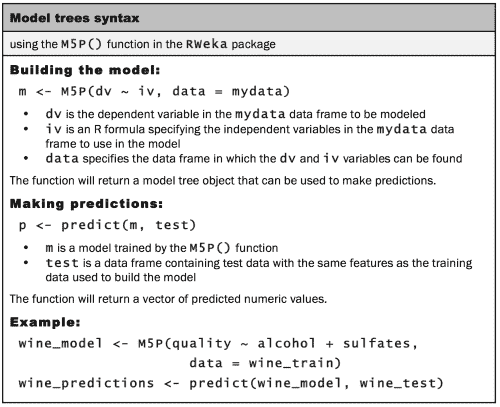 Model trees syntax
using the M5P() function in the RWeka package
Building the model:
m <- M5P(dv ~ iv, data = mydata)
• dv is the dependent variable in the mydata data frame to be modeled
• iv is an R formula specifying the independent variables in the mydata data
frame to use in the model
• data specifies the data frame in which the dv and iv variables can be found
The function will return a model tree object that can be used to make predictions.
Making predictions:
p <- predict(m, test)
• m is a model trained by the M5P() function
• test is a data frame containing test data with the same features as the training
data used to build the model
The function will return a vector of predicted numeric values.
Example:
wine_model <- M5P(quality ~ alcohol + sulfates,
data = wine_train)
wine_predictions <- predict(wine_model, wine_test)